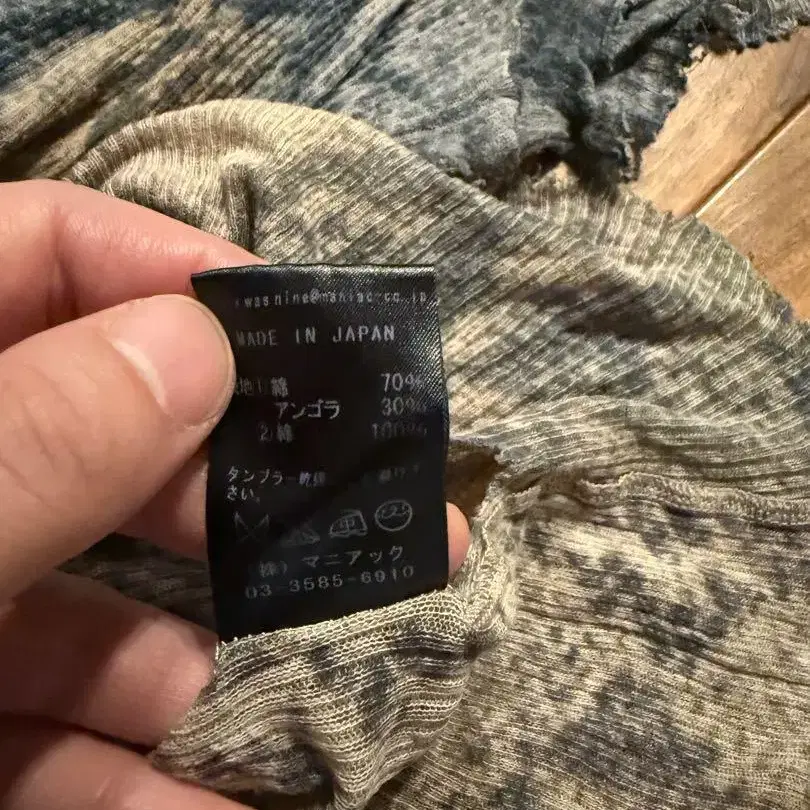 MADE IN JAPAN
地1 綿 70%
アンゴラ 30%
2 綿 100%
タンブラー乾燥
さい。
中
(株) マニアック
03-3585-6910